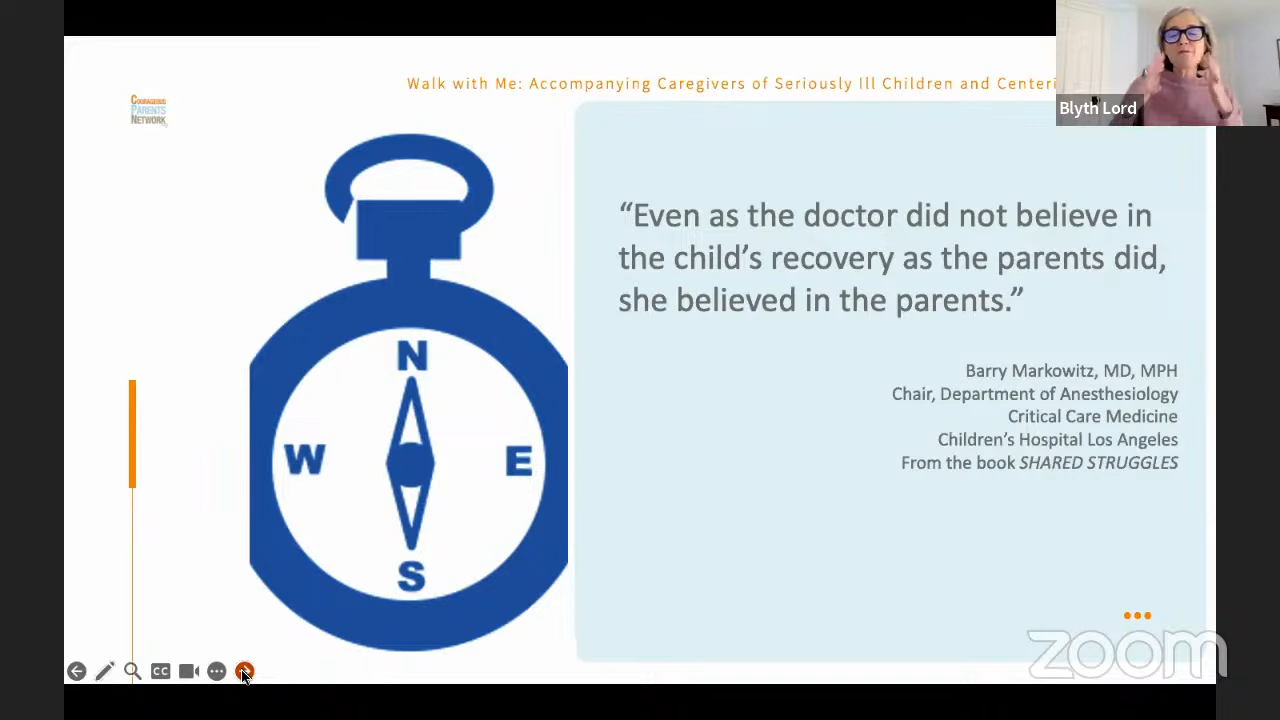 Walk with Me: Accompanying Caregivers of Seriously Ill Children and Centeri
Blyth Lord
COURAGEOUS
PARENTS
NETWORK
“Even as the doctor did not believe in
the child’s recovery as the parents did,
she believed in the parents.”
Barry Markowitz, MD, MPH
Chair, Department of Anesthesiology
Critical Care Medicine
Children’s Hospital Los Angeles
From the book SHARED STRUGGLES
N
W E
S
CC
zoom